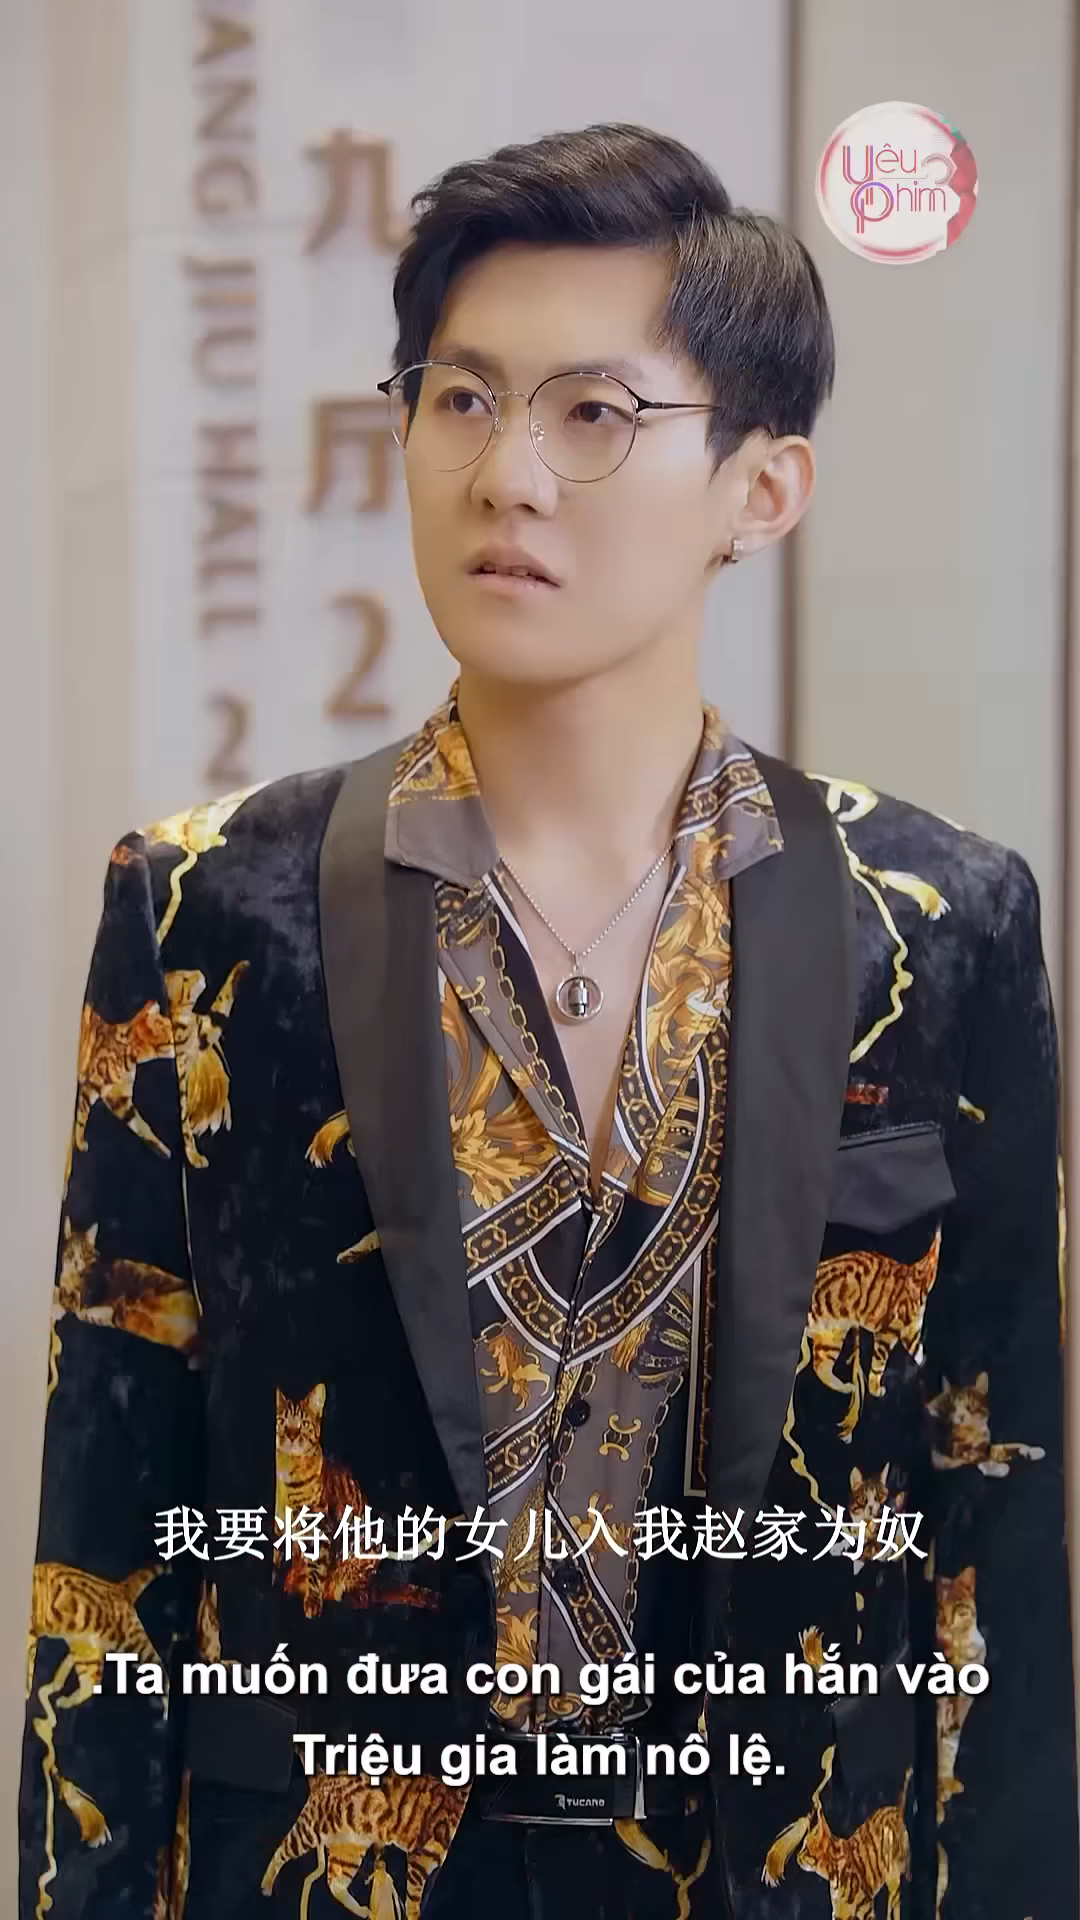 ANG JIU HALL 2
九厅2
Yêu
Phim
我要将他的女儿入我赵家为奴
.Ta muốn đưa con gái của hắn vào
Triệu gia làm nô lệ.
TUCANO